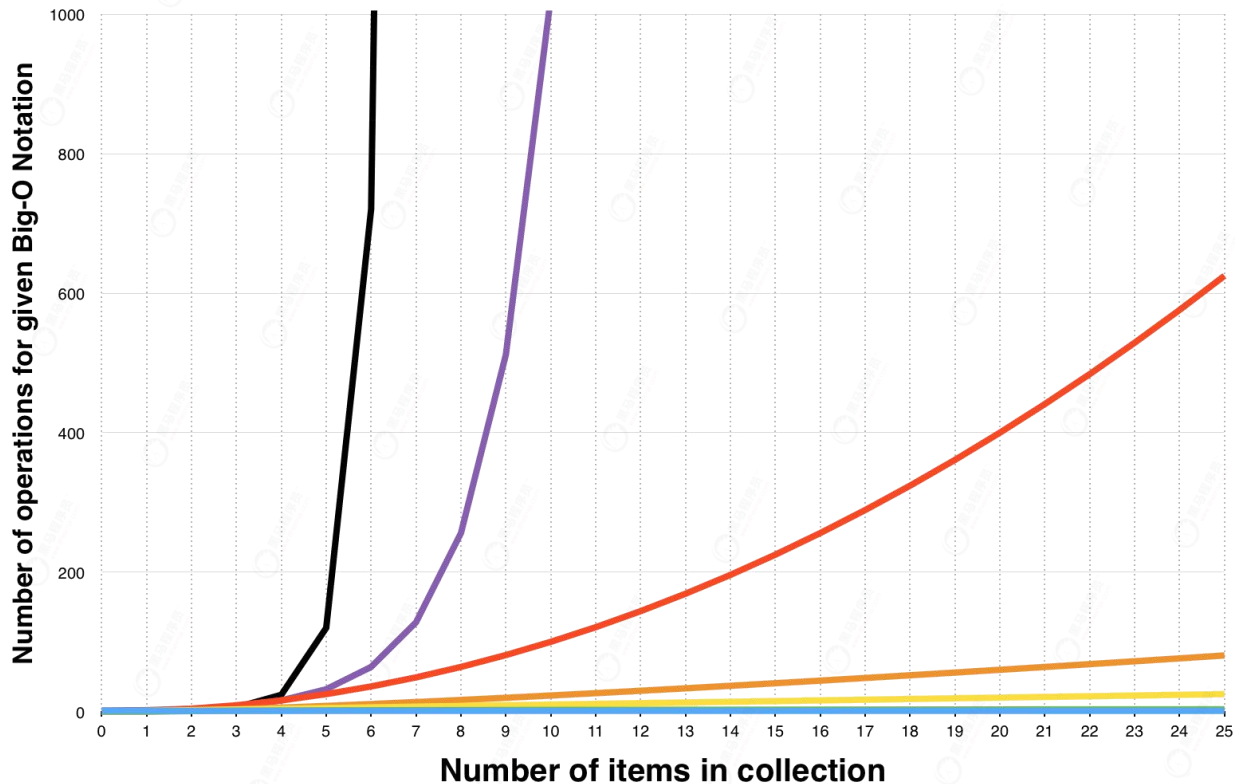 Number of operations for given Big-O Notation
1000
800
600
400
200
0
0 1 2 3 4 5 6 7 8 9 10 11 12 13 14 15 16 17 18 19 20 21 22 23 24 25
Number of items in collection